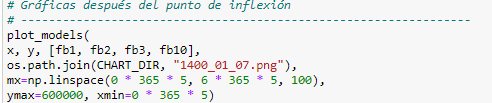 # Gráficas después del punto de inflexión
# -----------------------------------------------------------------
plot_models(
x, y, [fb1, fb2, fb3, fb10],
os.path.join(CHART_DIR, "1400_01_07.png"),
mx=np.linspace(0 * 365 * 5, 6 * 365 * 5, 100),
ymax=600000, xmin=0 * 365 * 5)